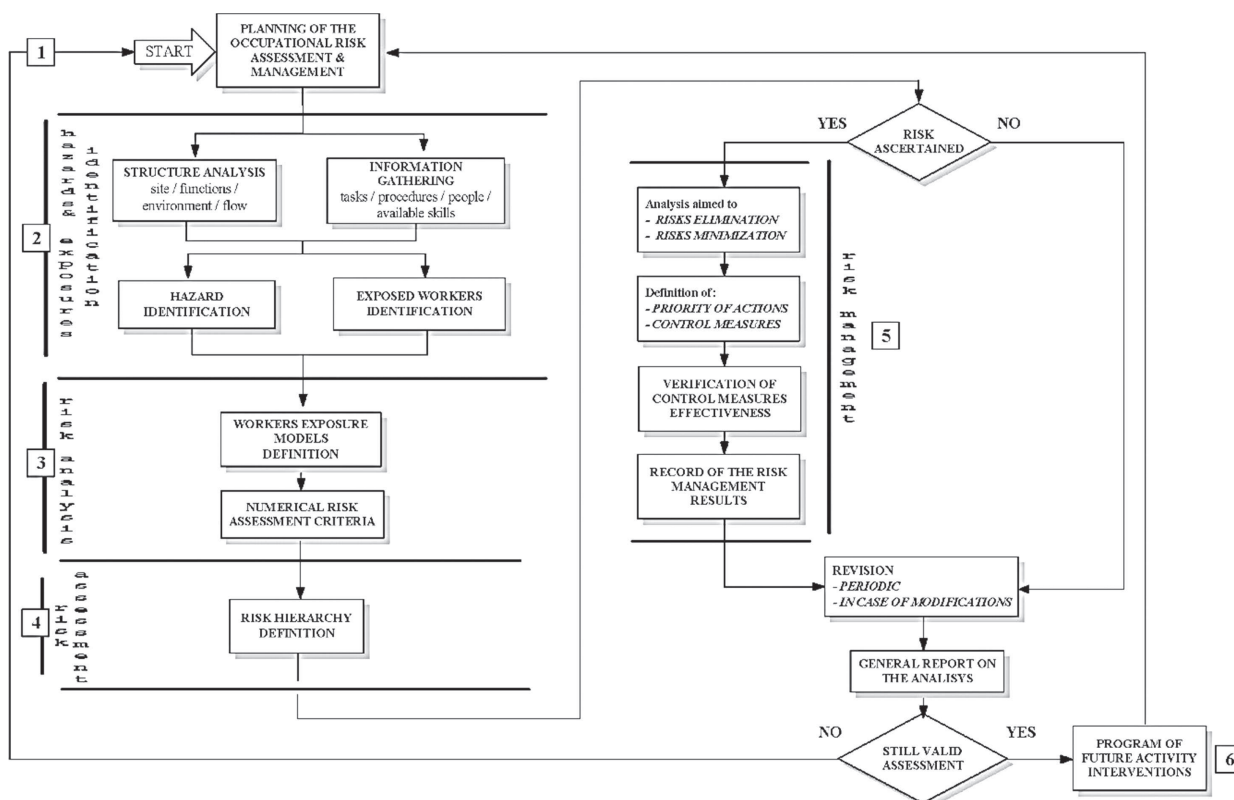 1
START
PLANNING OF THE
OCCUPATIONAL RISK
ASSESSMENT &
MANAGEMENT
2
hazards exposures
identification
STRUCTURE ANALYSIS
site / functions /
environment / flow
INFORMATION
GATHERING
tasks / procedures / people /
available skills
HAZARD
IDENTIFICATION
EXPOSED WORKERS
IDENTIFICATION
3
risk analysis
WORKERS EXPOSURE
MODELS
DEFINITION
NUMERICAL RISK
ASSESSMENT CRITERIA
4
risk
assessment
RISK HIERARCHY
DEFINITION
YES
RISK
ASCERTAINED
NO
Analysis aimed to
- RISKS ELIMINATION
- RISKS MINIMIZATION
Definition of:
- PRIORITY OF ACTIONS
- CONTROL MEASURES
VERIFICATION OF
CONTROL MEASURES
EFFECTIVENESS
RECORD OF THE RISK
MANAGEMENT
RESULTS
risk management
5
REVISION
- PERIODIC
- IN CASE OF MODIFICATIONS
GENERAL REPORT ON
THE ANALISYS
NO
STILL VALID
ASSESSMENT
YES
PROGRAM OF
FUTURE ACTIVITY
INTERVENTIONS
6